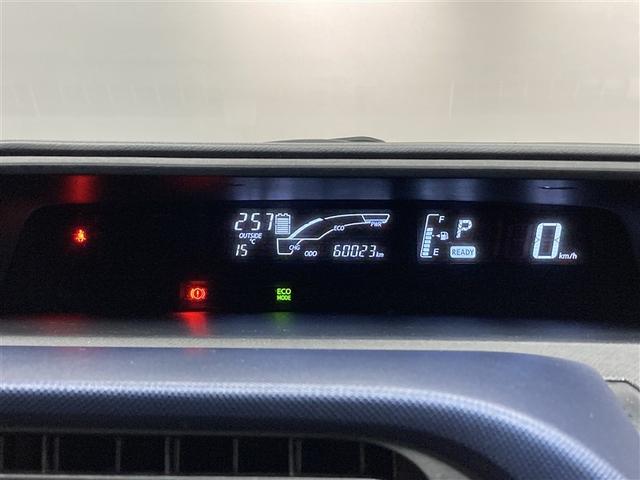 2:57
OUTSIDE
°C
15
CHG
ECO
PWR
ODO 60023 km
F
E
P
READY
0 km/h
ECO
MODE